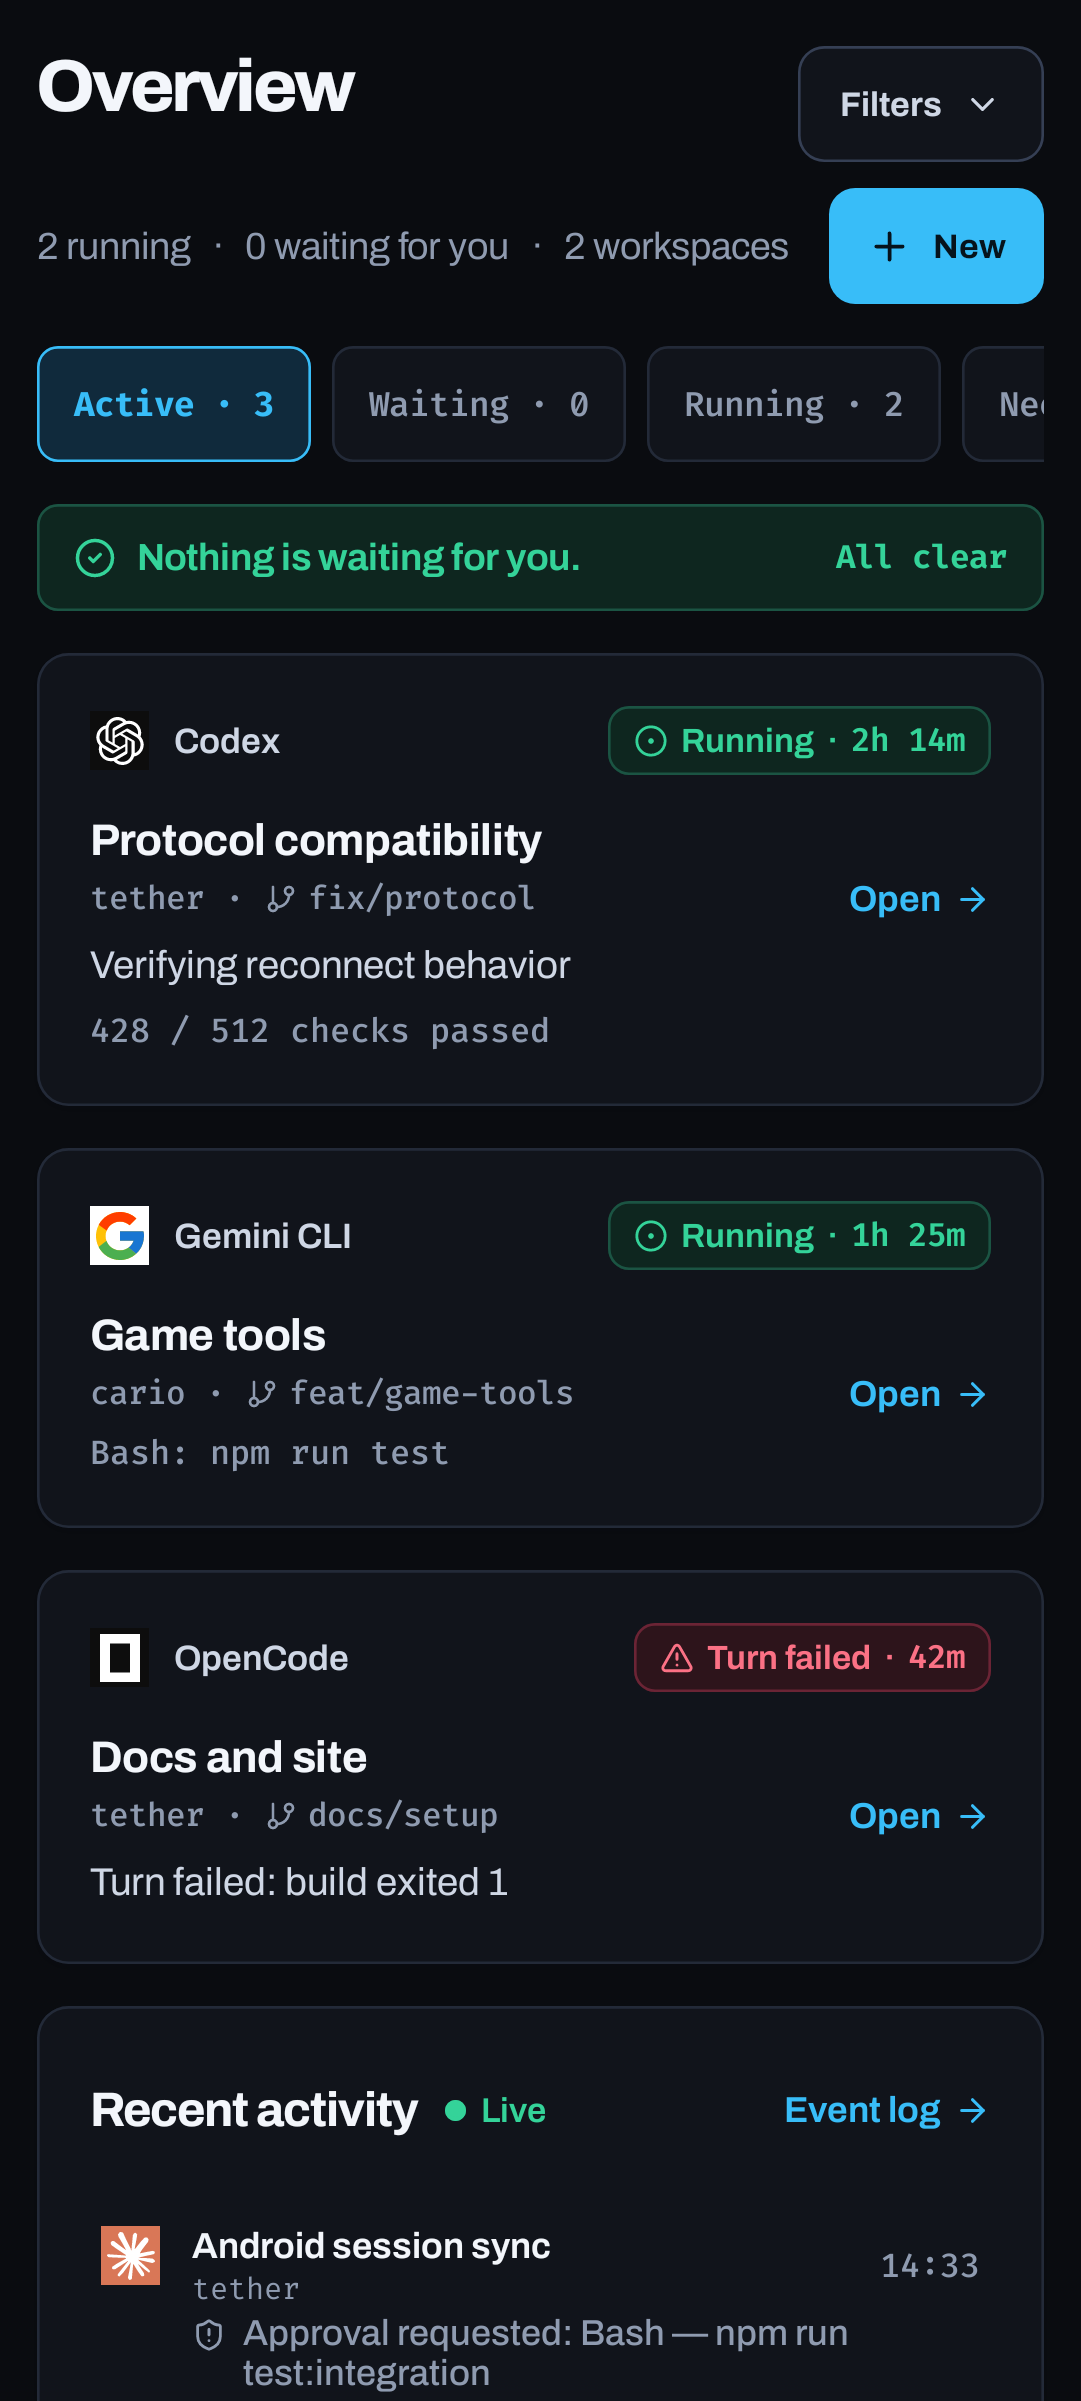 Overview
Filters
2 running · 0 waiting for you · 2 workspaces
New
Active · 3
Waiting · 0
Running · 2
Nothing is waiting for you.
All clear
Codex
Running · 2h 14m
Protocol compatibility
tether · fix/protocol
Open →
Verifying reconnect behavior
428 / 512 checks passed
Gemini CLI
Running · 1h 25m
Game tools
cario · feat/game-tools
Open →
Bash: npm run test
OpenCode
Turn failed · 42m
Docs and site
tether · docs/setup
Open →
Turn failed: build exited 1
Recent activity
Live
Event log →
Android session sync
14:33
tether
Approval requested: Bash — npm run
test:integration